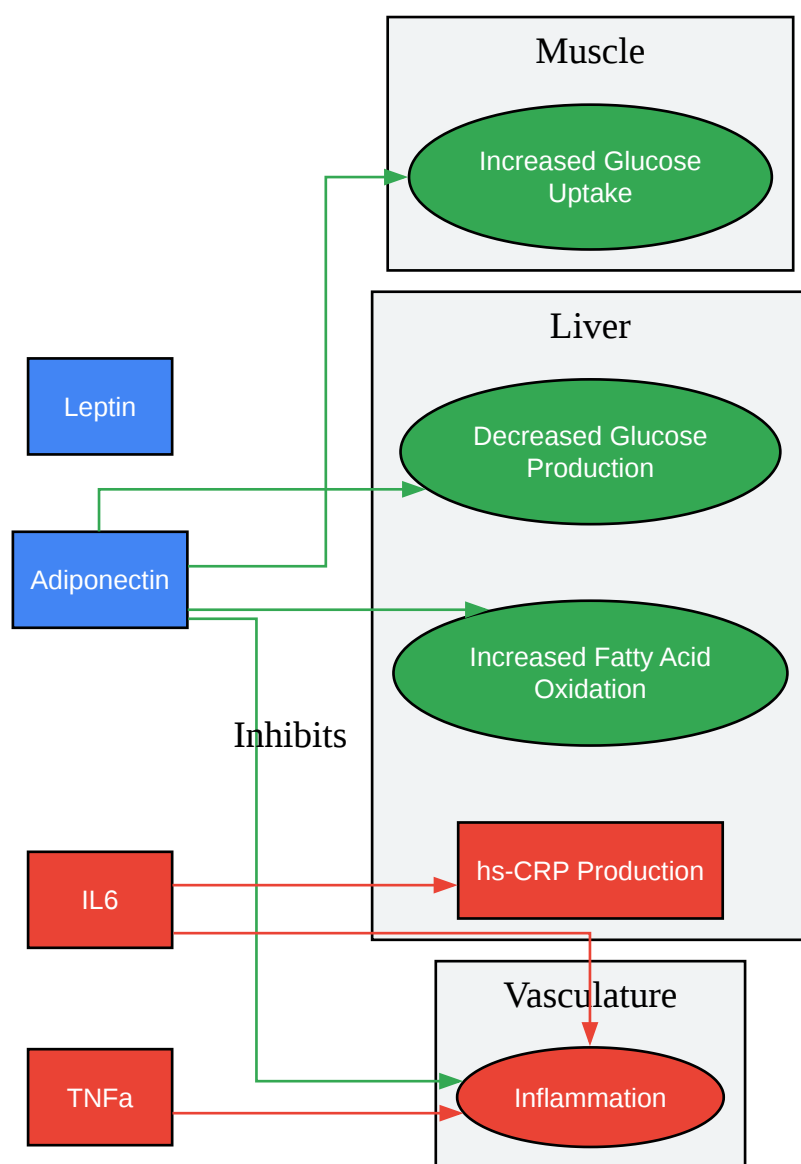 Muscle
Increased Glucose
Uptake
Liver
Leptin
Decreased Glucose
Production
Adiponectin
Increased Fatty Acid
Oxidation
Inhibits
IL6
hs-CRP Production
Vasculature
TNFa
Inflammation